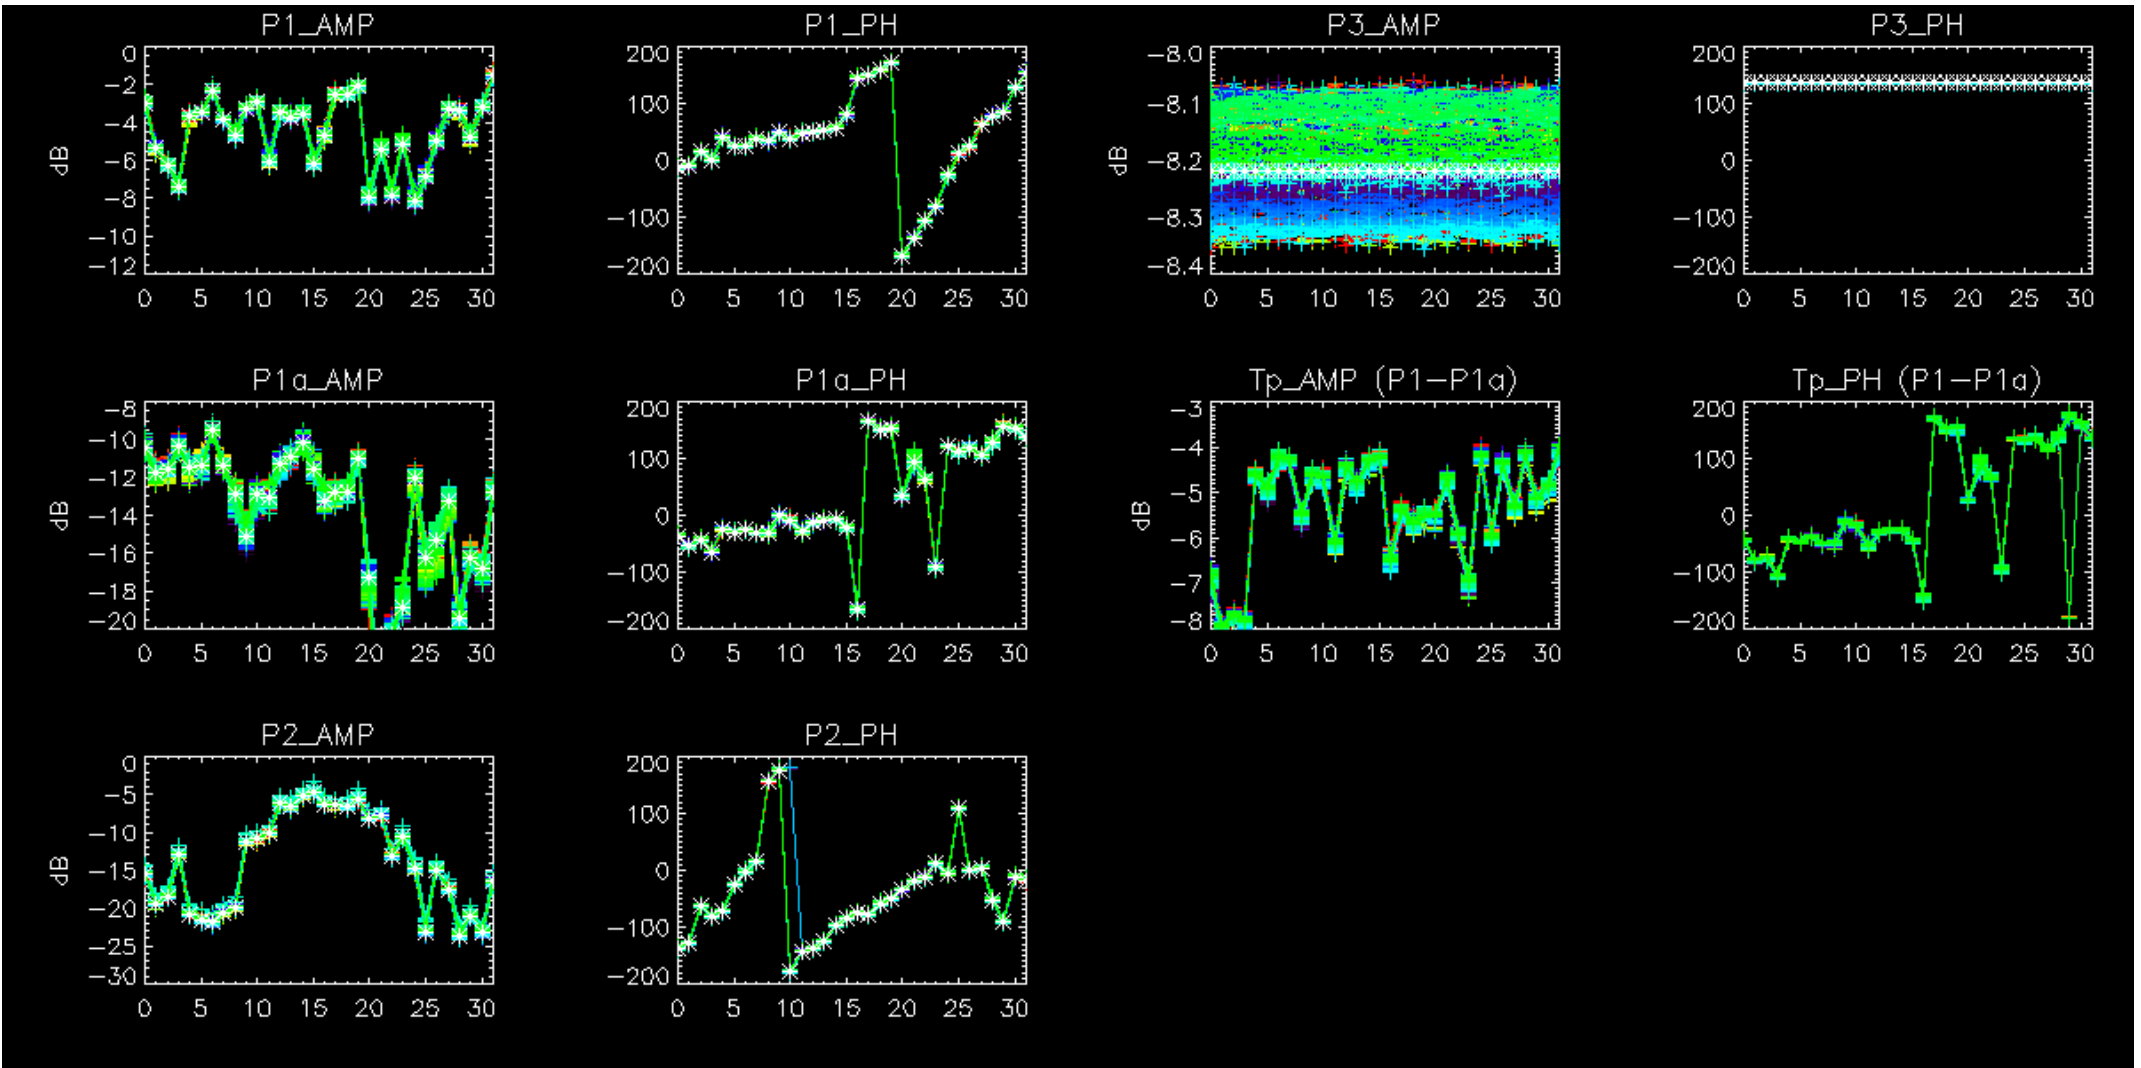 P1_AMP
dB
0
−2
−4
−6
−8
−10
−12
0 5 10 15 20 25 30
P1_PH
200
100
0
−100
−200
0 5 10 15 20 25 30
P3_AMP
dB
−8.0
−8.1
−8.2
−8.3
−8.4
0 5 10 15 20 25 30
P3_PH
200
100
0
−100
−200
0 5 10 15 20 25 30
P1a_AMP
dB
−8
−10
−12
−14
−16
−18
−20
0 5 10 15 20 25 30
P1a_PH
200
100
0
−100
−200
0 5 10 15 20 25 30
Tp_AMP (P1−P1a)
dB
−3
−4
−5
−6
−7
−8
0 5 10 15 20 25 30
Tp_PH (P1−P1a)
200
100
0
−100
−200
0 5 10 15 20 25 30
P2_AMP
dB
0
−5
−10
−15
−20
−25
−30
0 5 10 15 20 25 30
P2_PH
200
100
0
−100
−200
0 5 10 15 20 25 30